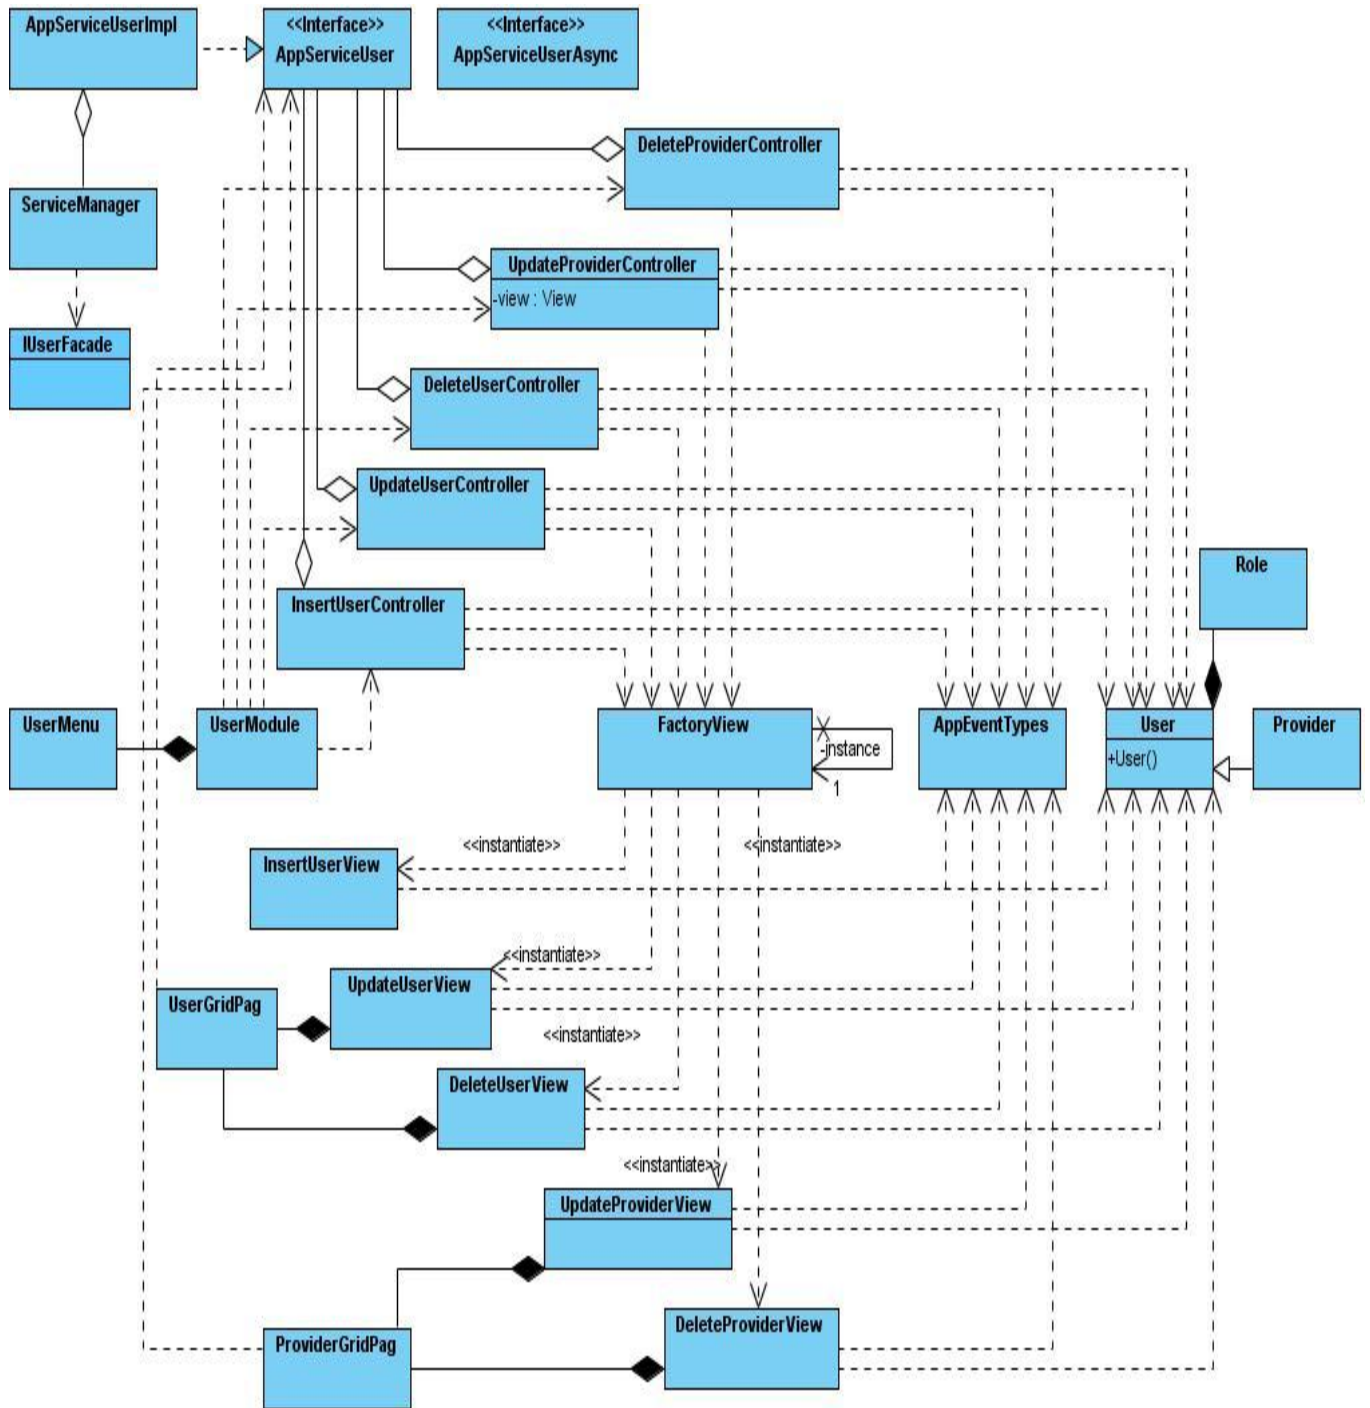 AppServiceUserImpl
<<Interface>>
AppServiceUser
<<Interface>>
AppServiceUserAsync
DeleteProviderController
ServiceManager
UpdateProviderController
-view : View
IUserFacade
DeleteUserController
UpdateUserController
Role
InsertUserController
UserMenu
UserModule
FactoryView
-instance
1
AppEventTypes
User
+User()
Provider
<<instantiate>>
<<instantiate>>
InsertUserView
<<instantiate>>
UpdateUserView
UserGridPag
<<instantiate>>
DeleteUserView
<<instantiate>>
UpdateProviderView
DeleteProviderView
ProviderGridPag